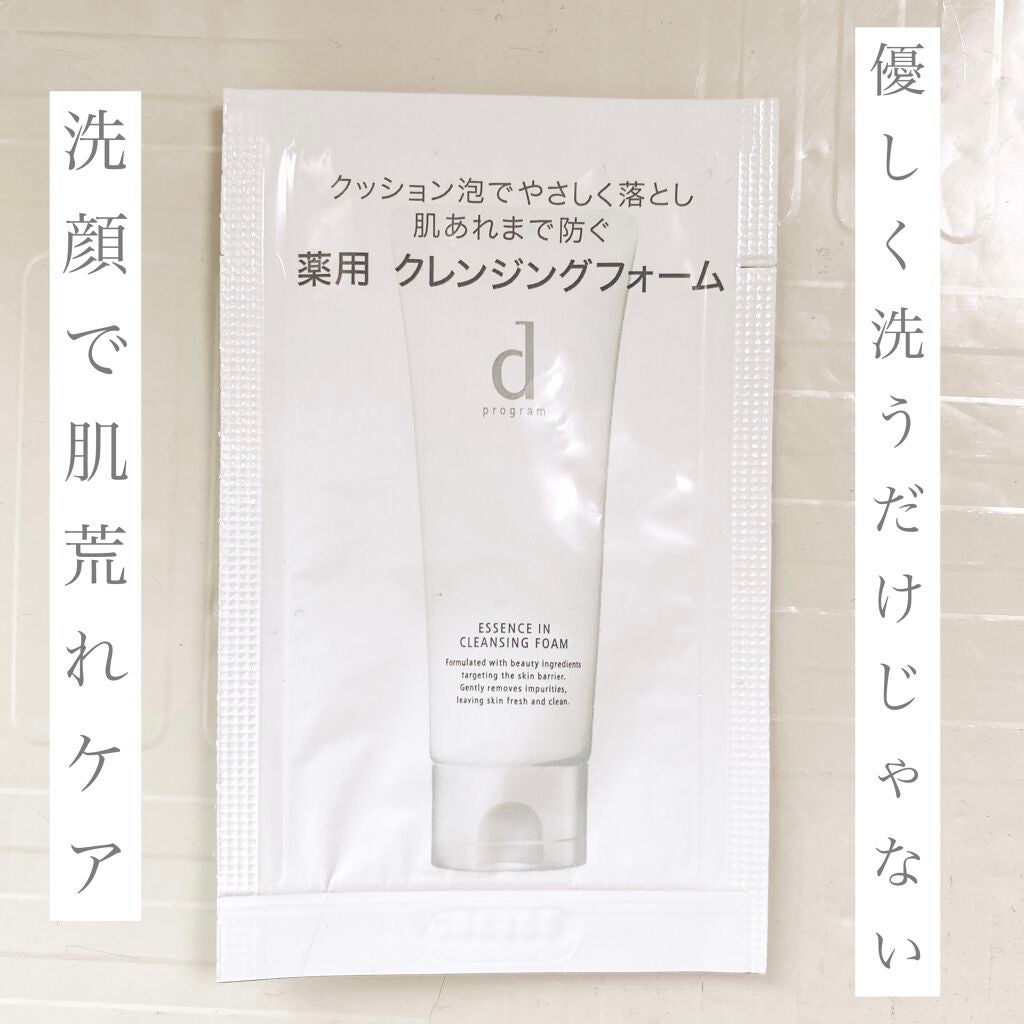 優しく洗うだけじゃない
洗顔で肌荒れケア
クッション泡でやさしく落とし
肌あれまで防ぐ
薬用 クレンジングフォーム
d
program
ESSENCE IN
CLEANSING FOAM
Formulated with beauty ingredients
targeting the skin barrier.
Gently removes impurities,
leaving skin fresh and clean.